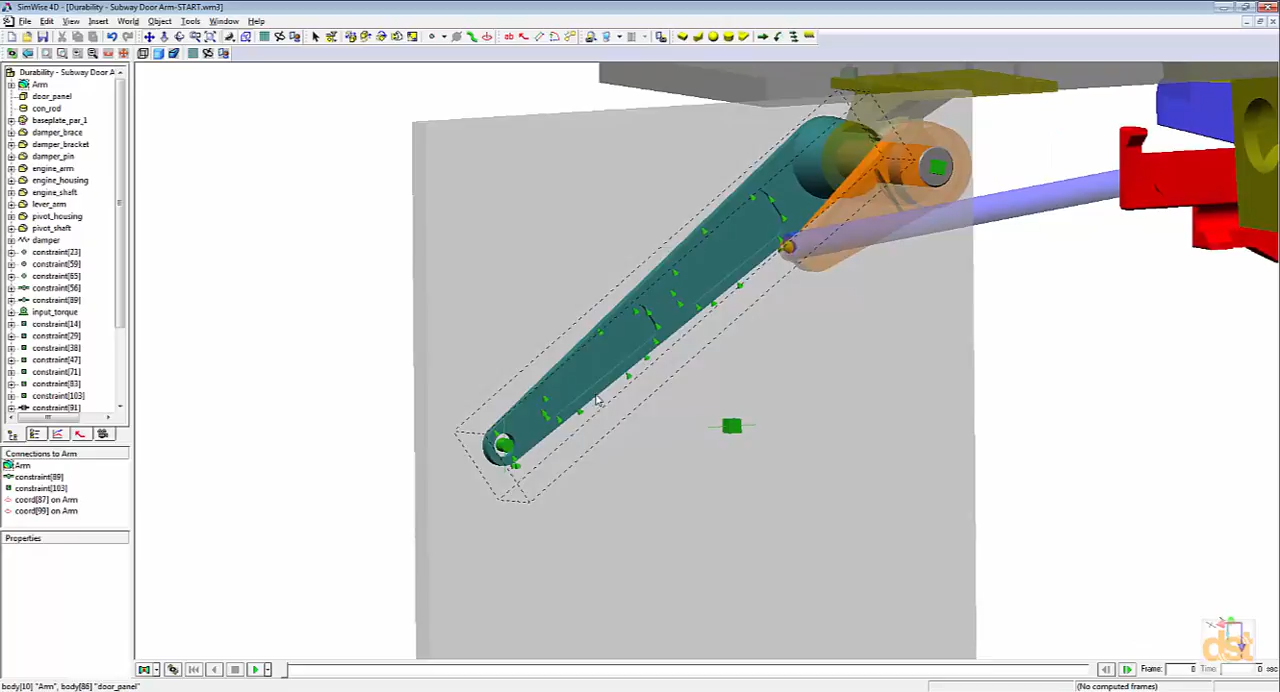 SimWise 4D - [Durability - Subway Door Arm-START.wm3]
File Edit View Insert World Object Tools Window Help
Durability - Subway Door A
Arm
door_panel
con_rod
baseplate_par_1
damper_brace
damper_bracket
damper_pin
engine_arm
engine_housing
engine_shaft
lever_arm
pivot_housing
pivot_shaft
damper
constraint[23]
constraint[59]
constraint[65]
constraint[56]
constraint[89]
input_torque
constraint[14]
constraint[29]
constraint[38]
constraint[47]
constraint[71]
constraint[83]
constraint[103]
constraint[91]
Connections to Arm
Arm
constraint[89]
constraint[103]
coord[87] on Arm
coord[99] on Arm
Properties
dst
Frame: 0 Time: 0 sec
body[10] "Arm", body[86] "door_panel"
(No computed frames)